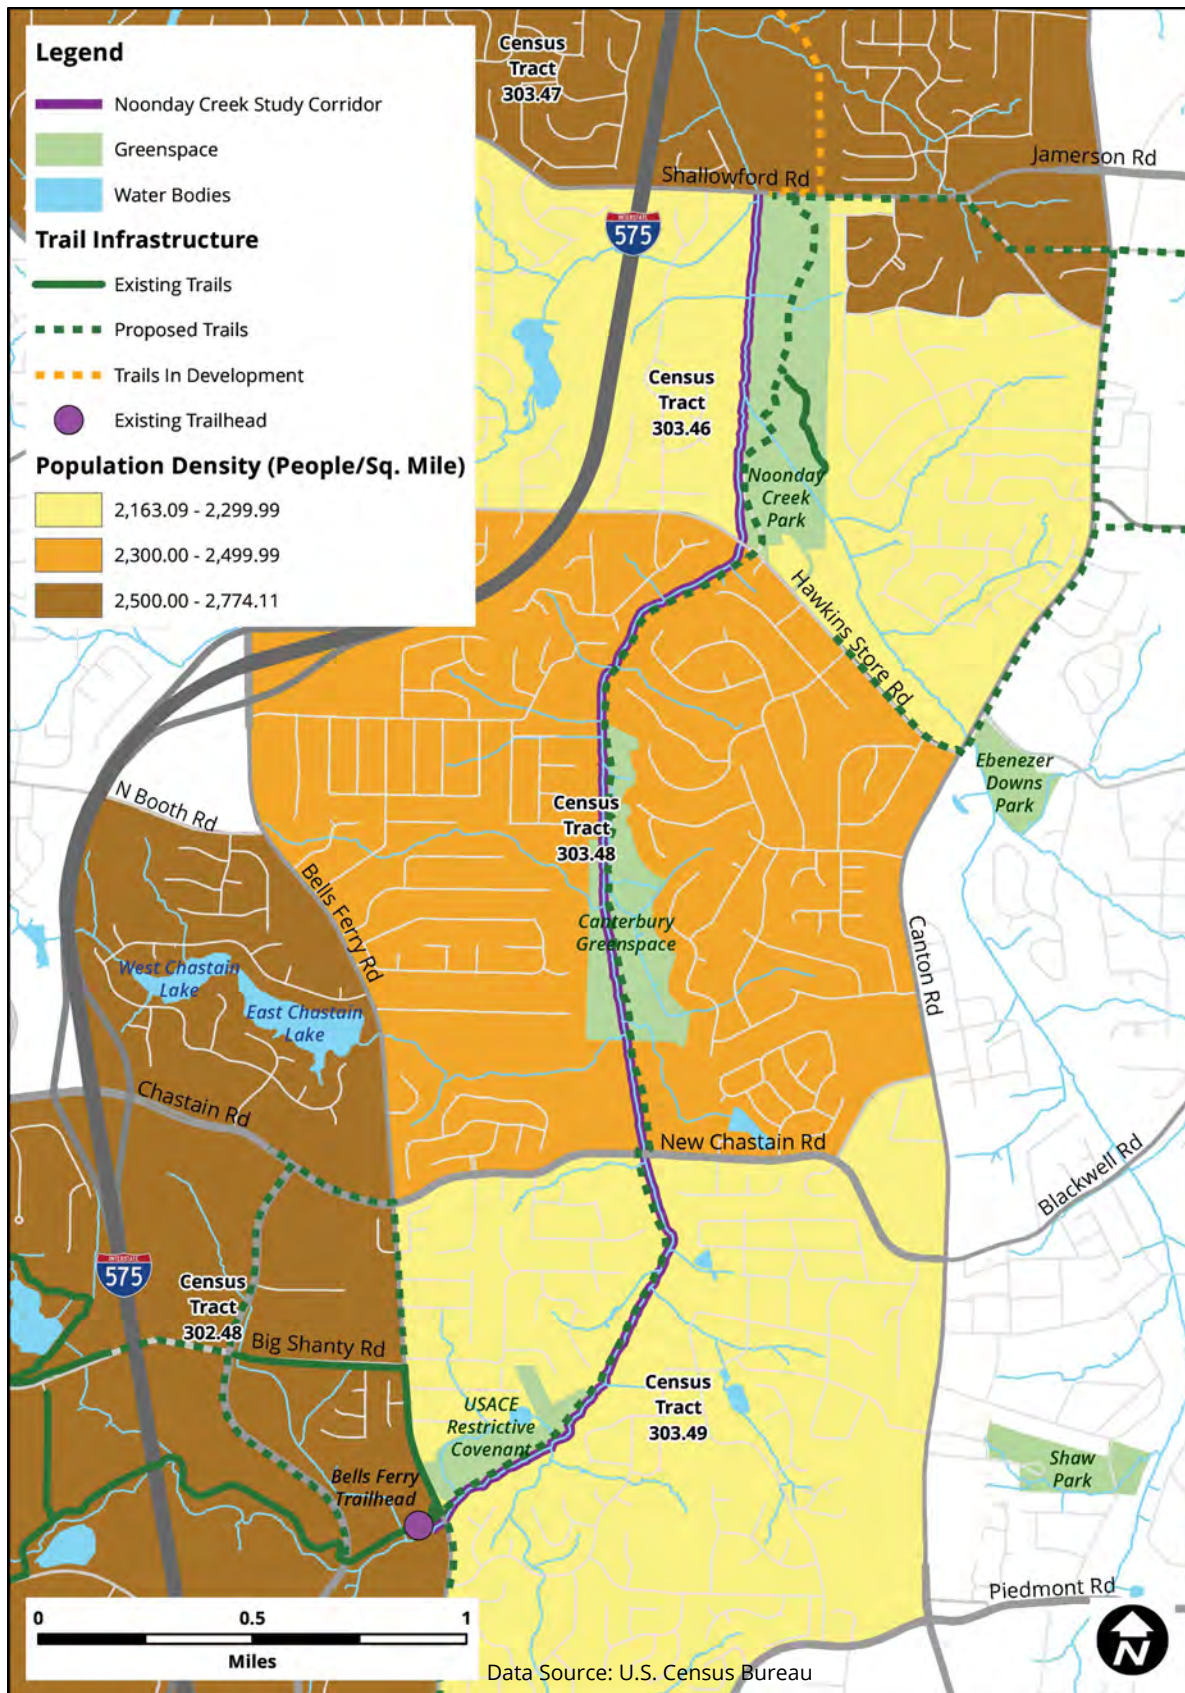 Legend
Noonday Creek Study Corridor
Greenspace
Water Bodies
Trail Infrastructure
Existing Trails
Proposed Trails
Trails In Development
Existing Trailhead
Population Density (People/Sq. Mile)
2,163.09 - 2,299.99
2,300.00 - 2,499.99
2,500.00 - 2,774.11
Census
Tract
303.47
Jamerson Rd
Shallowford Rd
INTERSTATE
575
Census
Tract
303.46
Noonday
Creek
Park
Hawkins Store Rd
Ebenezer
Downs
Park
N Booth Rd
Census
Tract
303.48
Bells Ferry Rd
Canterbury
Greenspace
Canton Rd
West Chastain
Lake
East Chastain
Lake
Chastain Rd
New Chastain Rd
Blackwell Rd
INTERSTATE
575
Census
Tract
302.48
Big Shanty Rd
Census
Tract
303.49
USACE
Restrictive
Covenant
Bells Ferry
Trailhead
Shaw
Park
Piedmont Rd
0 0.5 1
Miles
N
Data Source: U.S. Census Bureau